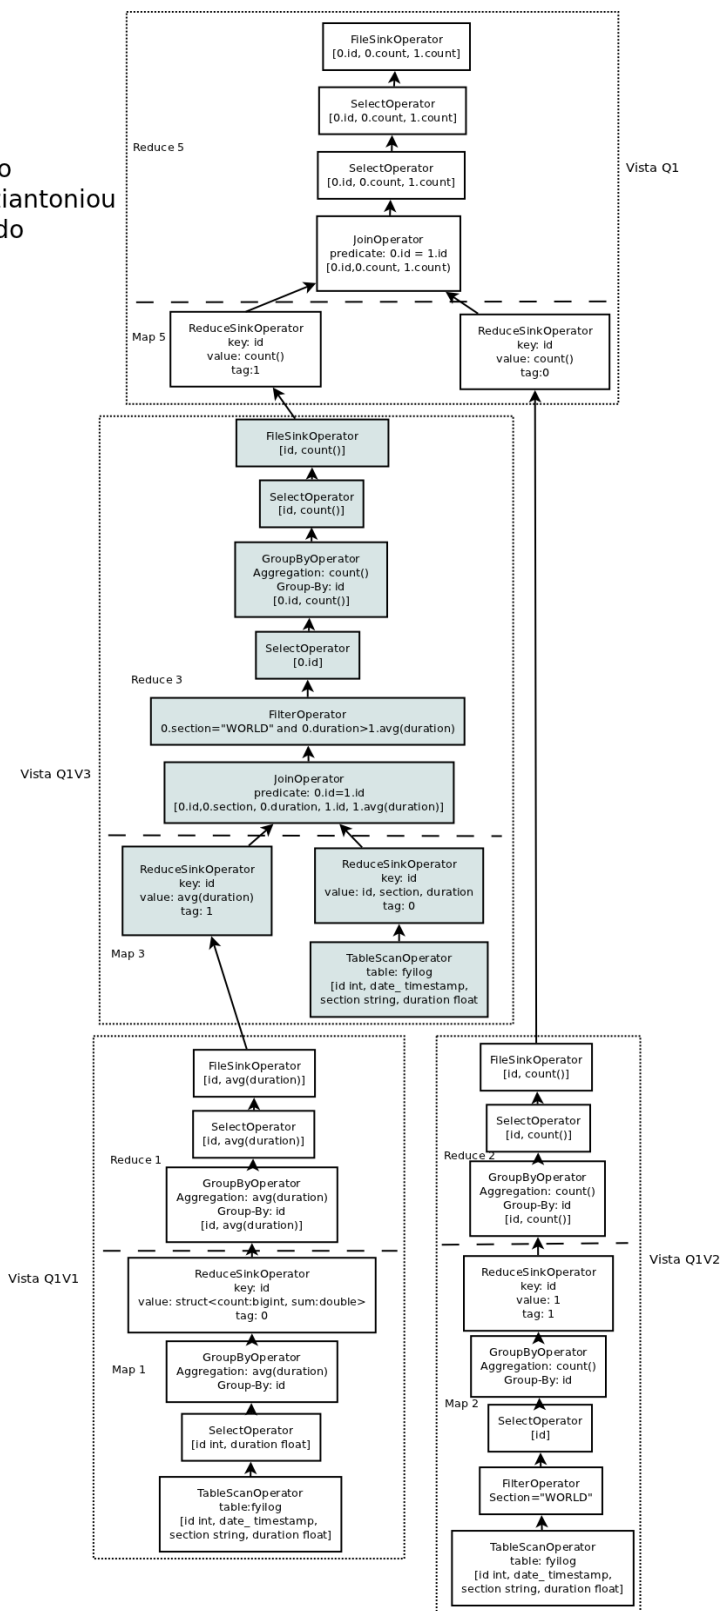 o
iantoniou
do
FileSinkOperator
[0.id, 0.count, 1.count]
SelectOperator
[0.id, 0.count, 1.count]
Reduce 5
SelectOperator
[0.id, 0.count, 1.count]
Vista Q1
JoinOperator
predicate: 0.id = 1.id
[0.id,0.count, 1.count)
Map 5
ReduceSinkOperator
key: id
value: count()
tag:1
ReduceSinkOperator
key: id
value: count()
tag:0
FileSinkOperator
[id, count()]
SelectOperator
[id, count()]
GroupByOperator
Aggregation: count()
Group-By: id
[0.id, count()]
SelectOperator
[0.id]
Reduce 3
FilterOperator
0.section="WORLD" and 0.duration>1.avg(duration)
Vista Q1V3
JoinOperator
predicate: 0.id=1.id
[0.id,0.section, 0.duration, 1.id, 1.avg(duration)]
ReduceSinkOperator
key: id
value: avg(duration)
tag: 1
ReduceSinkOperator
key: id
value: id, section, duration
tag: 0
Map 3
TableScanOperator
table: fyilog
[id int, date_ timestamp,
section string, duration float
FileSinkOperator
[id, avg(duration)]
SelectOperator
[id, avg(duration)]
Reduce 1
GroupByOperator
Aggregation: avg(duration)
Group-By: id
[id, avg(duration)]
Vista Q1V1
ReduceSinkOperator
key: id
value: struct<count:bigint, sum:double>
tag: 0
Map 1
GroupByOperator
Aggregation: avg(duration)
Group-By: id
SelectOperator
[id int, duration float]
TableScanOperator
table:fyilog
[id int, date_ timestamp,
section string, duration float]
FileSinkOperator
[id, count()]
SelectOperator
[id, count()]
Reduce 2
GroupByOperator
Aggregation: count()
Group-By: id
[id, count()]
Vista Q1V2
ReduceSinkOperator
key: id
value: 1
tag: 1
GroupByOperator
Aggregation: count()
Group-By: id
Map 2
SelectOperator
[id]
FilterOperator
Section="WORLD"
TableScanOperator
table: fyilog
[id int, date_ timestamp,
section string, duration float]